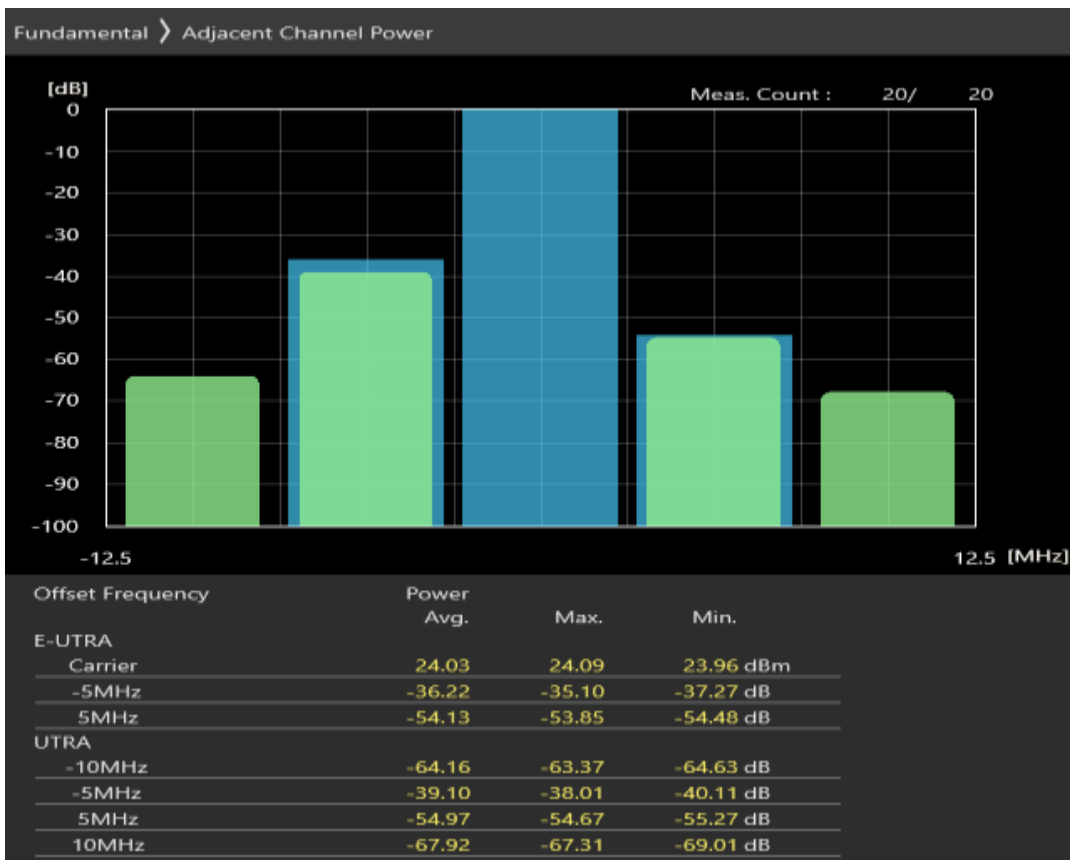 Fundamental 〉 Adjacent Channel Power
[dB]
Meas. Count : 20/ 20
0
-10
-20
-30
-40
-50
-60
-70
-80
-90
-100
-12.5 12.5 [MHz]
Offset Frequency Power
Avg. Max. Min.
E-UTRA
Carrier 24.03 24.09 23.96 dBm
-5MHz -36.22 -35.10 -37.27 dB
5MHz -54.13 -53.85 -54.48 dB
UTRA
-10MHz -64.16 -63.37 -64.63 dB
-5MHz -39.10 -38.01 -40.11 dB
5MHz -54.97 -54.67 -55.27 dB
10MHz -67.92 -67.31 -69.01 dB